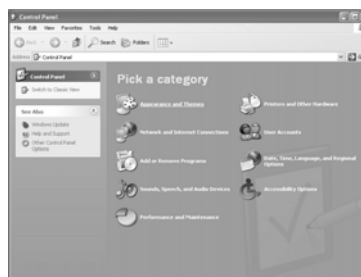 Control Panel
File Edit View Favorites Tools Help
Back Search Folders
Address Control Panel Go
Control Panel
Switch to Classic View
See Also
Windows Update
Help and Support
Other Control Panel
Options
Pick a category
Appearance and Themes
Printers and Other Hardware
Network and Internet Connections
User Accounts
Add or Remove Programs
Date, Time, Language, and Regional
Options
Sounds, Speech, and Audio Devices
Accessibility Options
Performance and Maintenance